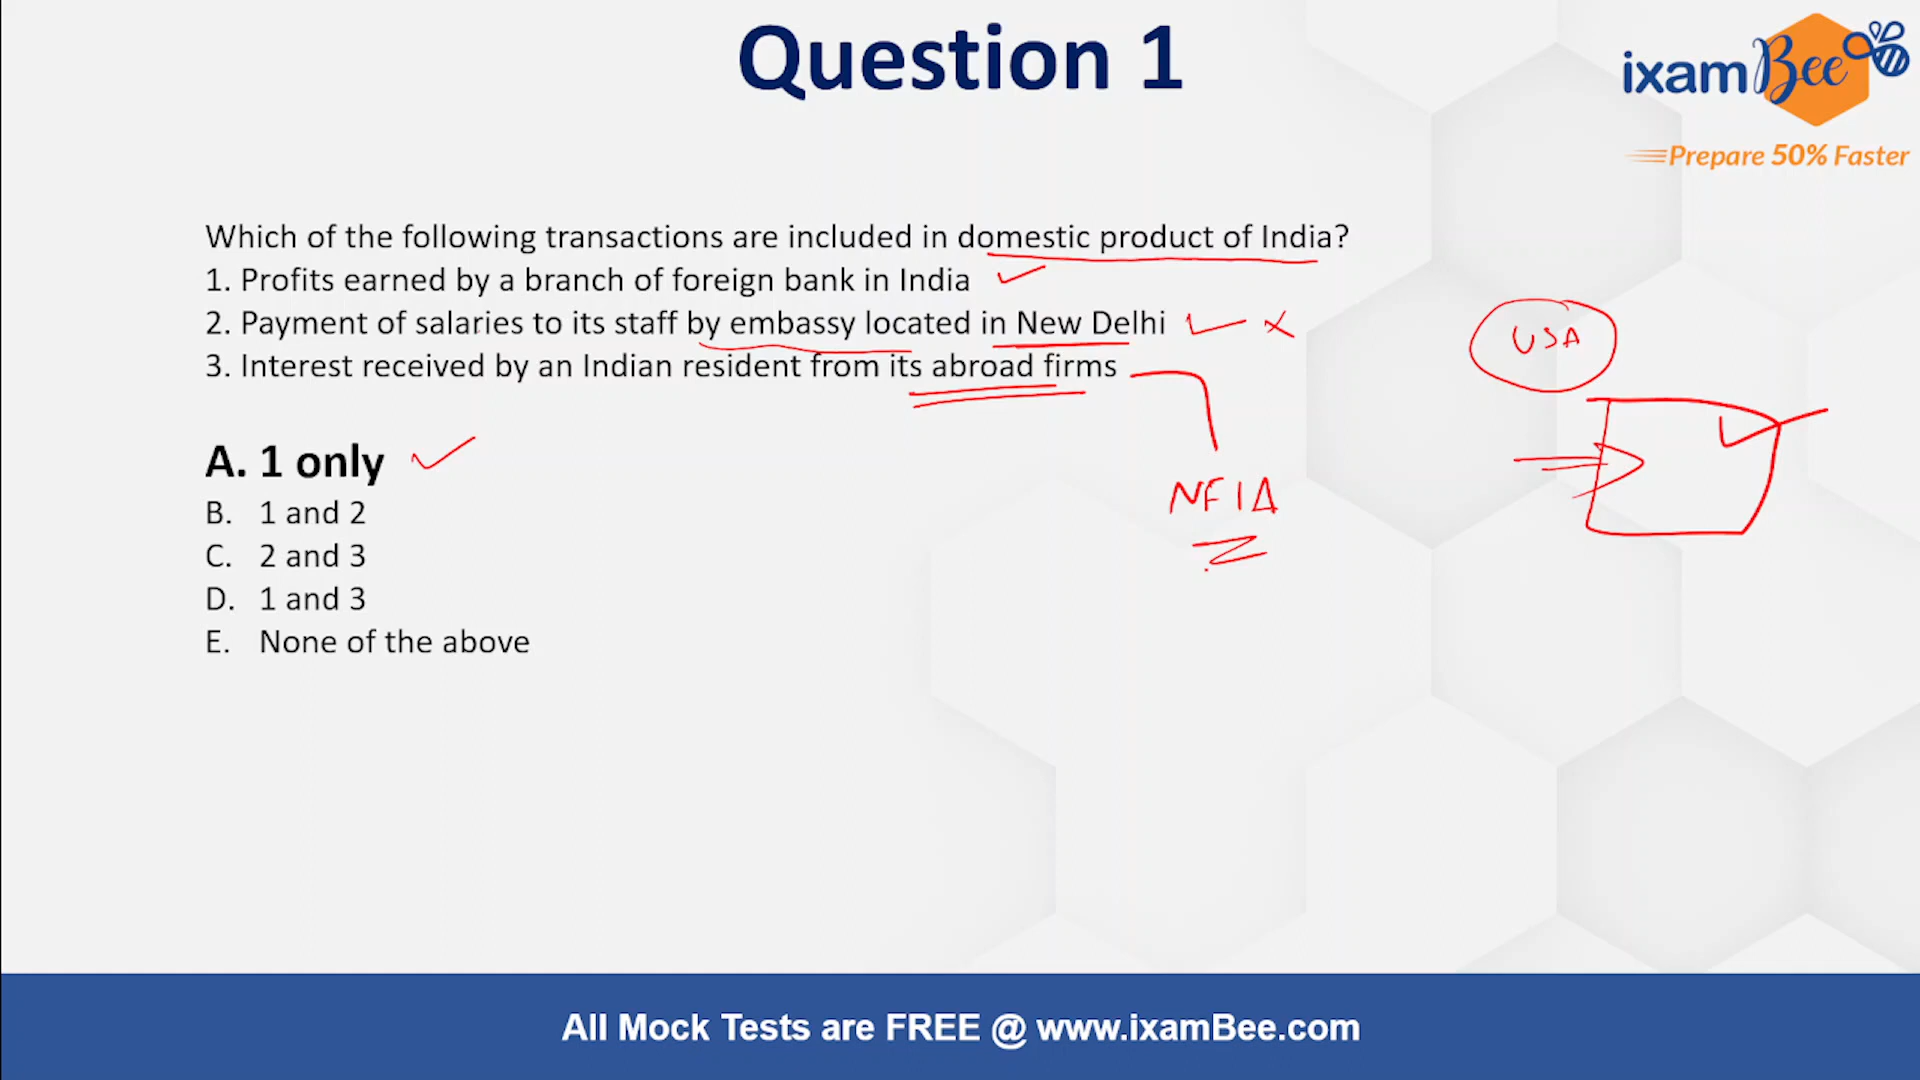 Question 1
ixamBee
Prepare 50% Faster
Which of the following transactions are included in domestic product of India?
1. Profits earned by a branch of foreign bank in India
2. Payment of salaries to its staff by embassy located in New Delhi
3. Interest received by an Indian resident from its abroad firms
USA
A. 1 only
NFIA
B. 1 and 2
C. 2 and 3
D. 1 and 3
E. None of the above
All Mock Tests are FREE @ www.ixamBee.com